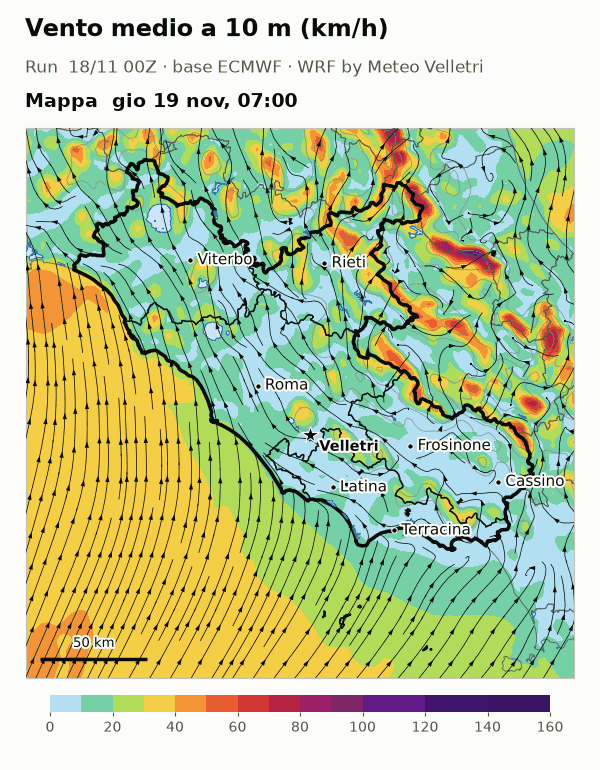 Vento medio a 10 m (km/h)
Run  18/11 00Z · base ECMWF · WRF by Meteo Velletri
Mappa  gio 19 nov, 07:00
Viterbo
Rieti
Roma
Velletri
Frosinone
Latina
Cassino
Terracina
50 km
0 20 40 60 80 100 120 140 160